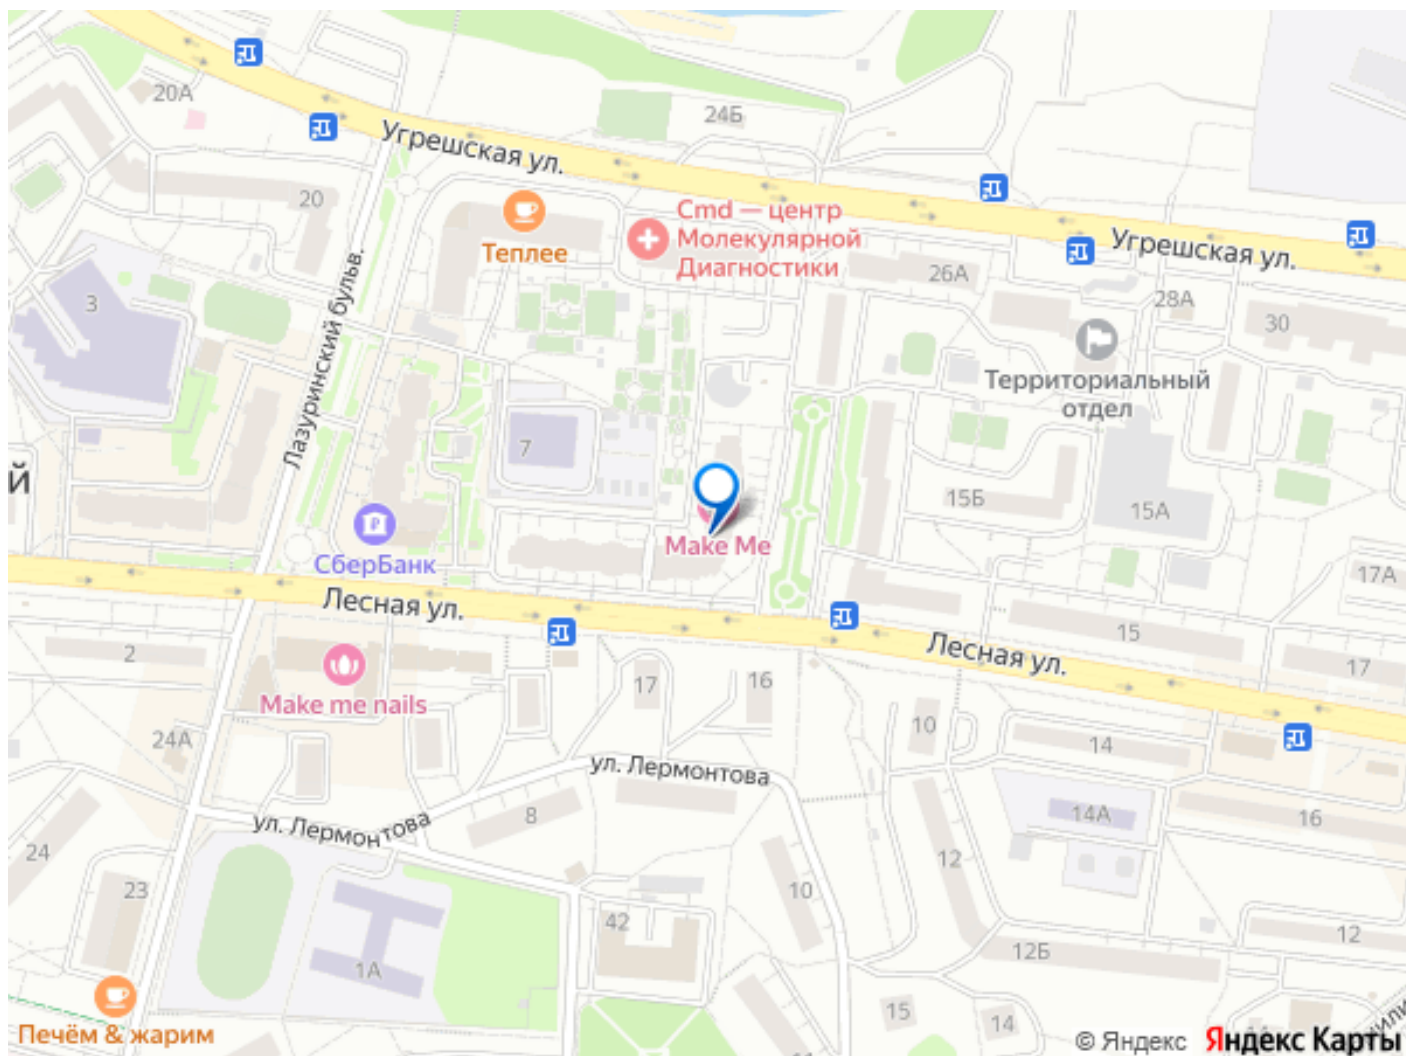 20А
24Б
Угрешская ул.
20
Cmd — центр
Молекулярной
Диагностики
Теплее
Угрешская ул.
26А
28А
30
3
Лазуринский бульв.
Территориальный
отдел
7
Й
15Б
15А
Make Me
СберБанк
17А
Лесная ул.
15
Лесная ул.
2
17
Make me nails
17
16
10
24А
14
ул. Лермонтова
ул. Лермонтова
8
14А
16
24
12
23
10
42
12
12Б
1А
15
14
Печём & жарим
© Яндекс
Яндекс Карты